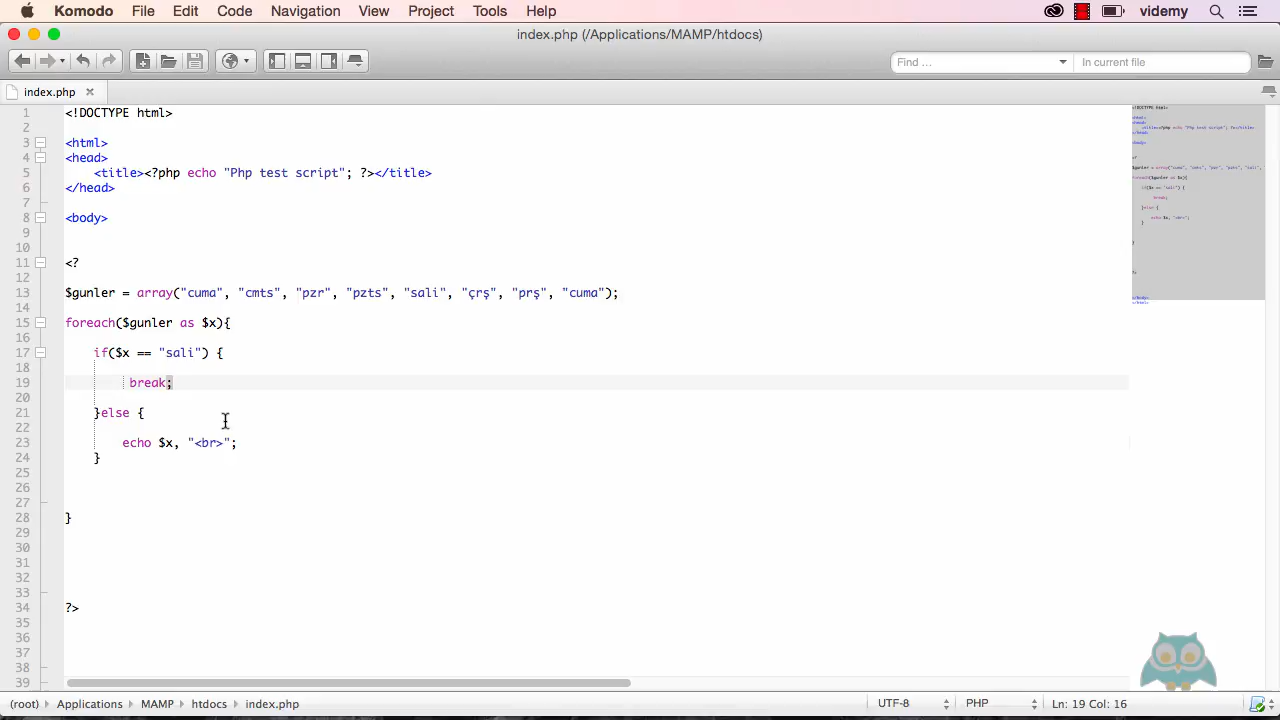 Komodo File Edit Code Navigation View Project Tools Help videmy
index.php (/Applications/MAMP/htdocs)
Find ... In current file
index.php
1 <!DOCTYPE html>
2
3 <html>
4 <head>
5 <title><?php echo "Php test script"; ?></title>
6 </head>
7
8 <body>
9
10
11 <?
12
13 $gunler = array("cuma", "cmts", "pzr", "pzts", "sali", "çrş", "prş", "cuma");
14
15 foreach($gunler as $x){
16
17 if($x == "sali") {
18
19 break;
20
21 }else {
22
23 echo $x, "<br>";
24 }
25
26
27
28 }
29
30
31
32
33
34 ?>
35
36
37
38
39
(root) Applications MAMP htdocs index.php UTF-8 PHP Ln: 19 Col: 16